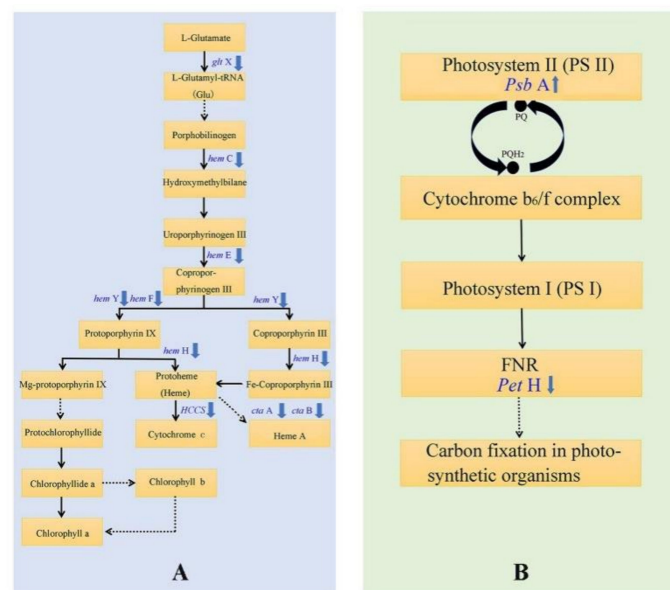 L-Glutamate
glt X
L-Glutamyl-tRNA
(Glu)
Porphobilinogen
hem C
Hydroxymethylbilane
Uroporphyrinogen III
hem E
Copropor-
phyrinogen III
hem Y hem F hem Y
Protoporphyrin IX Coproporphyrin III
hem H hem H
Mg-protoporphyrin IX Protoheme Fe-Coproporphyrin III
(Heme)
HCCS cta A cta B
Protochlorophyllide Cytochrome c Heme A
Chlorophyllide a Chlorophyll b
Chlorophyll a
A
Photosystem II (PS II)
Psb A
PQ
PQH2
Cytochrome b6/f complex
Photosystem I (PS I)
FNR
Pet H
Carbon fixation in photo-
synthetic organisms
B